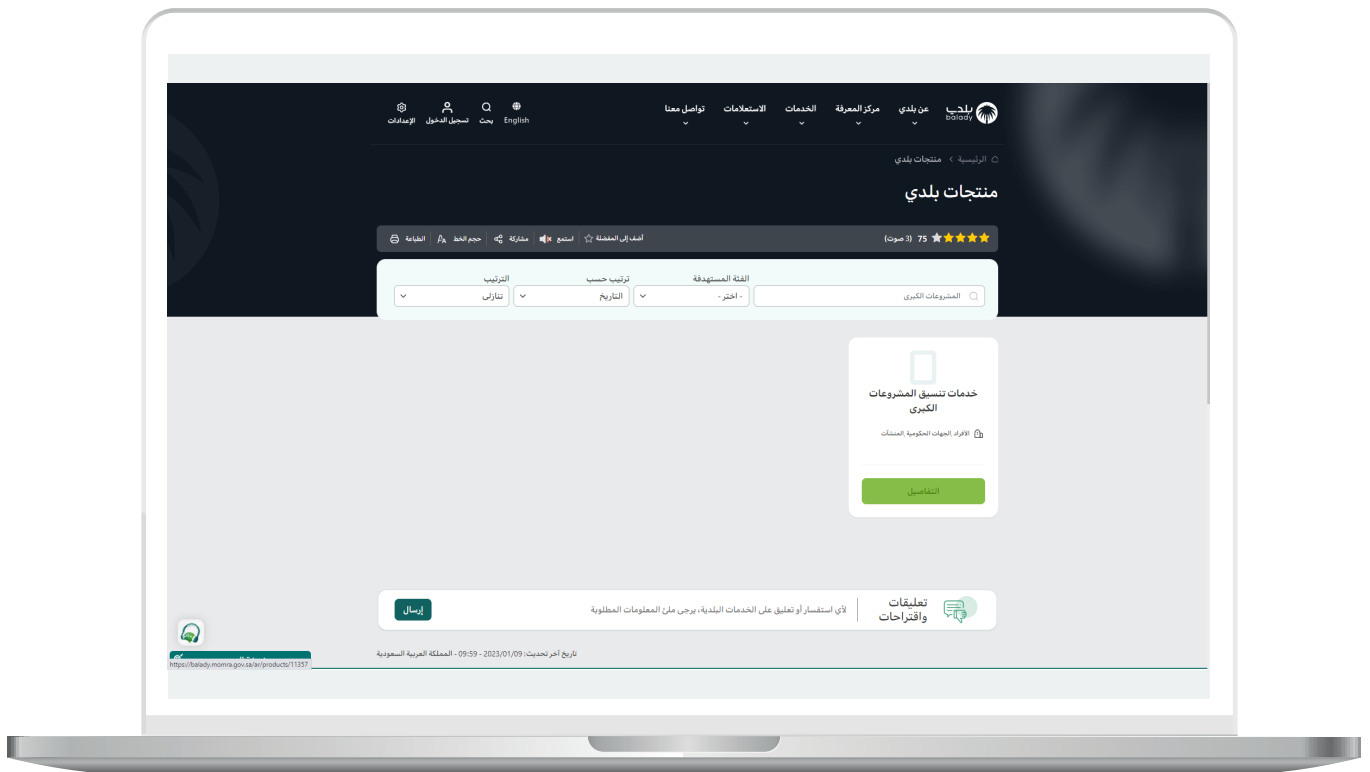 بلدي
balady
عن بلدي
مركز المعرفة
الخدمات
الاستعلامات
تواصل معنا
English
بحث
تسجيل الدخول
الإعدادات
الرئيسية
منتجات بلدي
منتجات بلدي
75 (3 صوت)
أضف إلى المفضلة
استمع
مشاركة
حجم الخط
الطباعة
الفئة المستهدفة
ترتيب حسب
الترتيب
المشروعات الكبرى
- اختر -
التاريخ
تنازلي
خدمات تنسيق المشروعات
الكبرى
الأفراد ,الجهات الحكومية ,المنشآت
التفاصيل
تعليقات
واقتراحات
لأي استفسار أو تعليق على الخدمات البلدية، يرجى ملئ المعلومات المطلوبة
إرسال
تاريخ آخر تحديث: 2023/01/09 - 09:59 - المملكة العربية السعودية
https://balady.momra.gov.sa/ar/products/11357